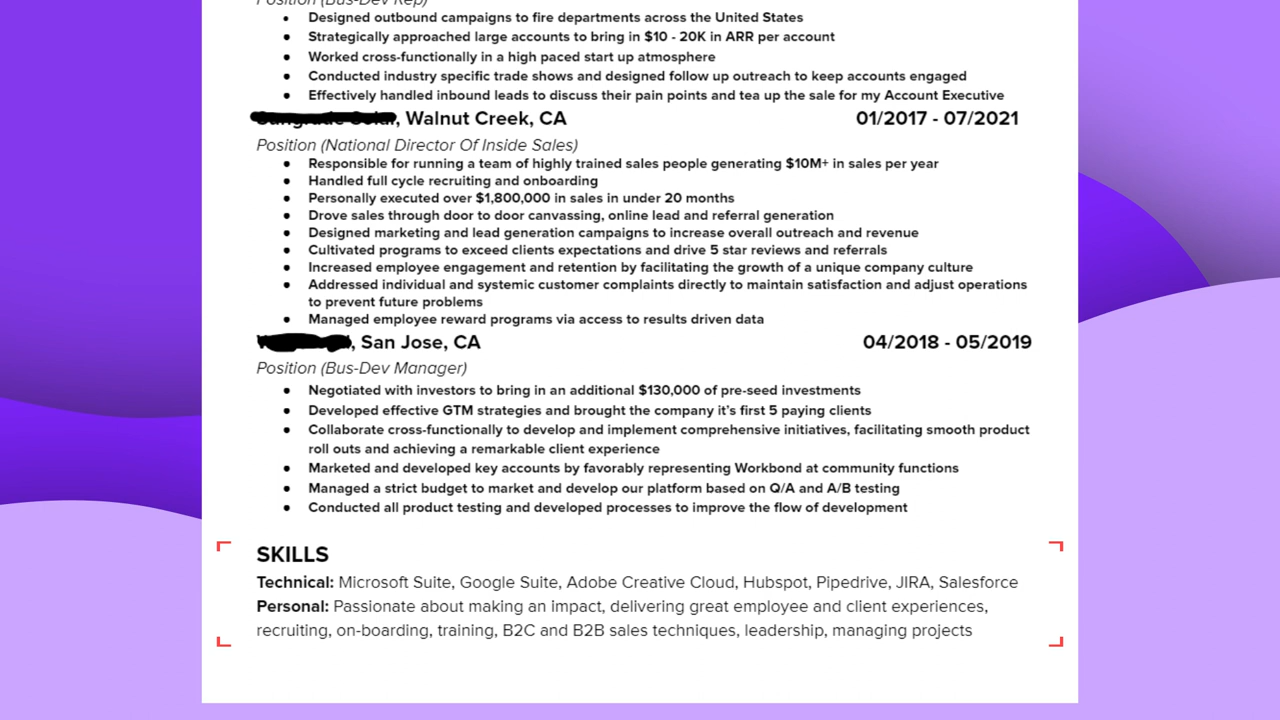 Position (Bus-Dev Rep)
● Designed outbound campaigns to fire departments across the United States
● Strategically approached large accounts to bring in $10 - 20K in ARR per account
● Worked cross-functionally in a high paced start up atmosphere
● Conducted industry specific trade shows and designed follow up outreach to keep accounts engaged
● Effectively handled inbound leads to discuss their pain points and tea up the sale for my Account Executive
, Walnut Creek, CA 01/2017 - 07/2021
Position (National Director Of Inside Sales)
● Responsible for running a team of highly trained sales people generating $10M+ in sales per year
● Handled full cycle recruiting and onboarding
● Personally executed over $1,800,000 in sales in under 20 months
● Drove sales through door to door canvassing, online lead and referral generation
● Designed marketing and lead generation campaigns to increase overall outreach and revenue
● Cultivated programs to exceed clients expectations and drive 5 star reviews and referrals
● Increased employee engagement and retention by facilitating the growth of a unique company culture
● Addressed individual and systemic customer complaints directly to maintain satisfaction and adjust operations
to prevent future problems
● Managed employee reward programs via access to results driven data
, San Jose, CA 04/2018 - 05/2019
Position (Bus-Dev Manager)
● Negotiated with investors to bring in an additional $130,000 of pre-seed investments
● Developed effective GTM strategies and brought the company it's first 5 paying clients
● Collaborate cross-functionally to develop and implement comprehensive initiatives, facilitating smooth product
roll outs and achieving a remarkable client experience
● Marketed and developed key accounts by favorably representing Workbond at community functions
● Managed a strict budget to market and develop our platform based on Q/A and A/B testing
● Conducted all product testing and developed processes to improve the flow of development
SKILLS
Technical: Microsoft Suite, Google Suite, Adobe Creative Cloud, Hubspot, Pipedrive, JIRA, Salesforce
Personal: Passionate about making an impact, delivering great employee and client experiences,
recruiting, on-boarding, training, B2C and B2B sales techniques, leadership, managing projects